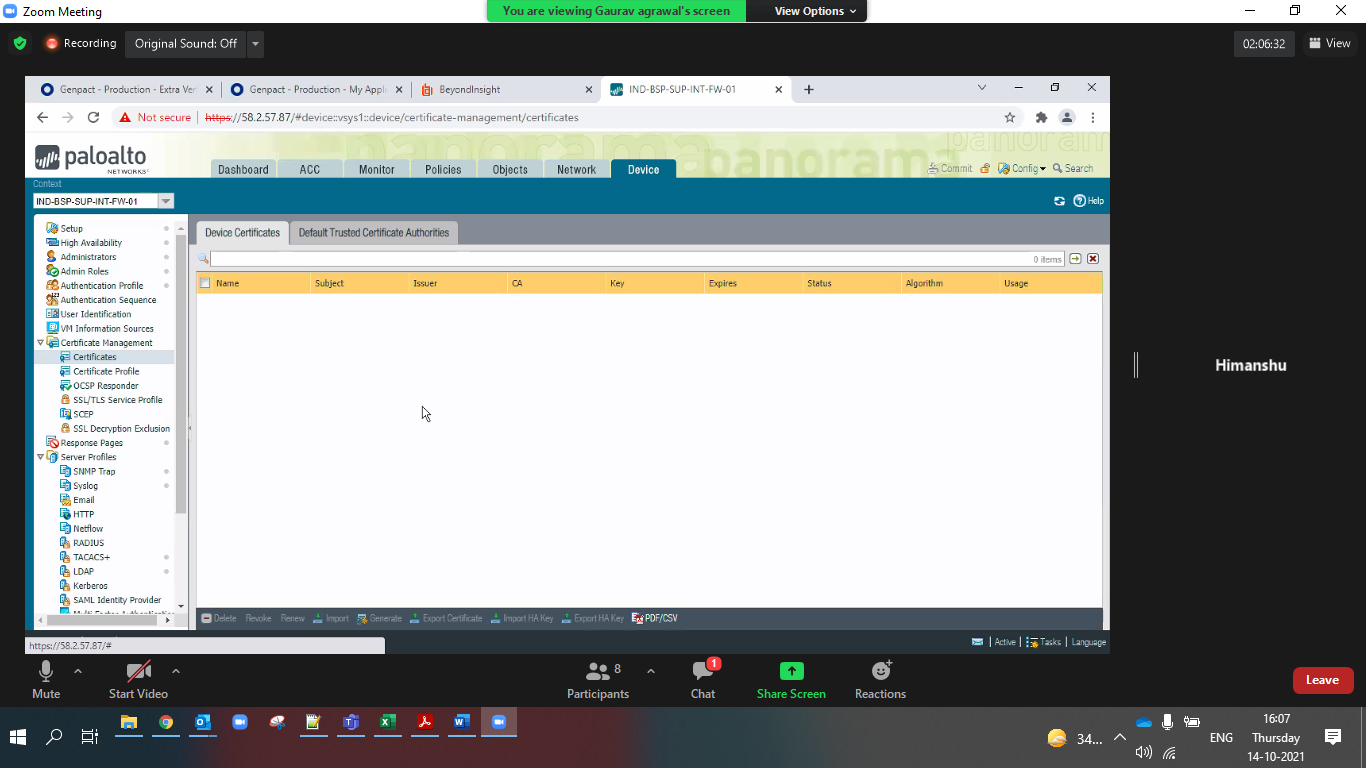 Zoom Meeting
You are viewing Gaurav agrawal's screen
View Options
Recording
Original Sound: Off
02:06:32
View
Genpact - Production - Extra Ver
Genpact - Production - My Appl
BeyondInsight
IND-BSP-SUP-INT-FW-01
Not secure
https://58.2.57.87/#device::vsys1::device/certificate-management/certificates
paloalto
NETWORKS
panorama
Dashboard
ACC
Monitor
Policies
Objects
Network
Device
Commit
Config
Search
Context
IND-BSP-SUP-INT-FW-01
Help
Setup
High Availability
Administrators
Admin Roles
Authentication Profile
Authentication Sequence
User Identification
VM Information Sources
Certificate Management
Certificates
Certificate Profile
OCSP Responder
SSL/TLS Service Profile
SCEP
SSL Decryption Exclusion
Response Pages
Server Profiles
SNMP Trap
Syslog
Email
HTTP
Netflow
RADIUS
TACACS+
LDAP
Kerberos
SAML Identity Provider
Device Certificates
Default Trusted Certificate Authorities
0 items
Name
Subject
Issuer
CA
Key
Expires
Status
Algorithm
Usage
Himanshu
Delete
Revoke
Renew
Import
Generate
Export Certificate
Import HA Key
Export HA Key
PDF/CSV
https://58.2.57.87/#
Active
Tasks
Language
Mute
Start Video
8
Participants
1
Chat
Share Screen
Reactions
Leave
34...
ENG
16:07
Thursday
14-10-2021